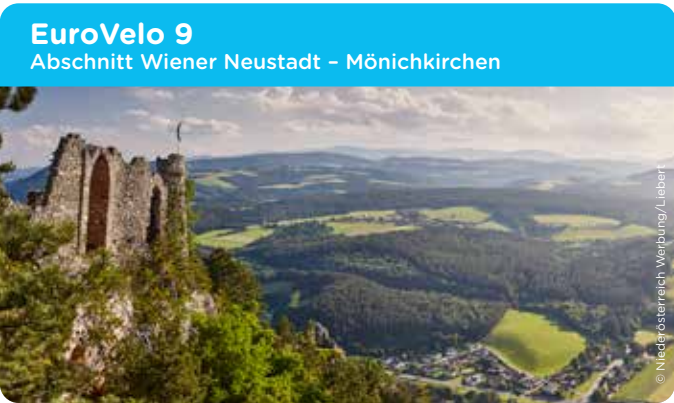 EuroVelo 9
Abschnitt Wiener Neustadt – Mönichkirchen
© Niederösterreich Werbung/Liebert